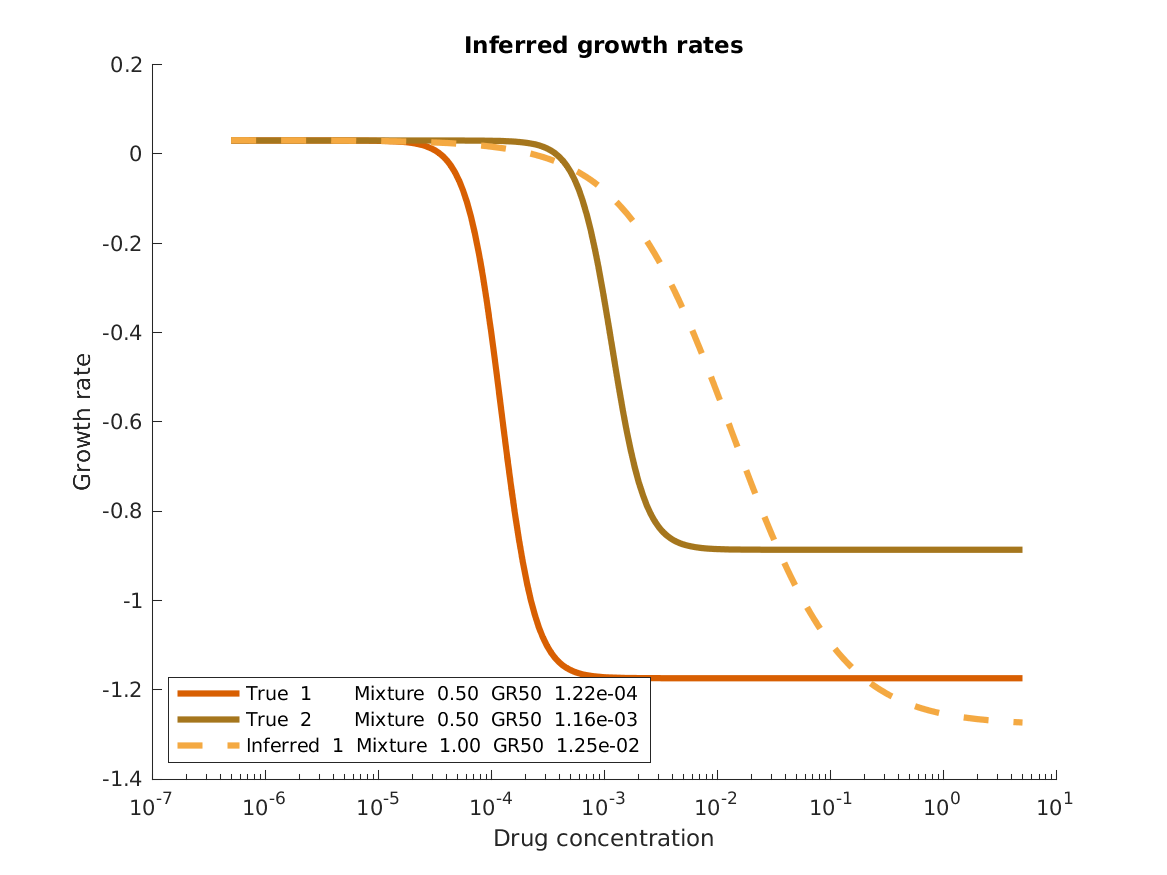 Inferred growth rates
0.2
0
-0.2
-0.4
-0.6
-0.8
-1
-1.2
-1.4
Growth rate
True 1 Mixture 0.50 GR50 1.22e-04
True 2 Mixture 0.50 GR50 1.16e-03
Inferred 1 Mixture 1.00 GR50 1.25e-02
10^-7 10^-6 10^-5 10^-4 10^-3 10^-2 10^-1 10^0 10^1
Drug concentration